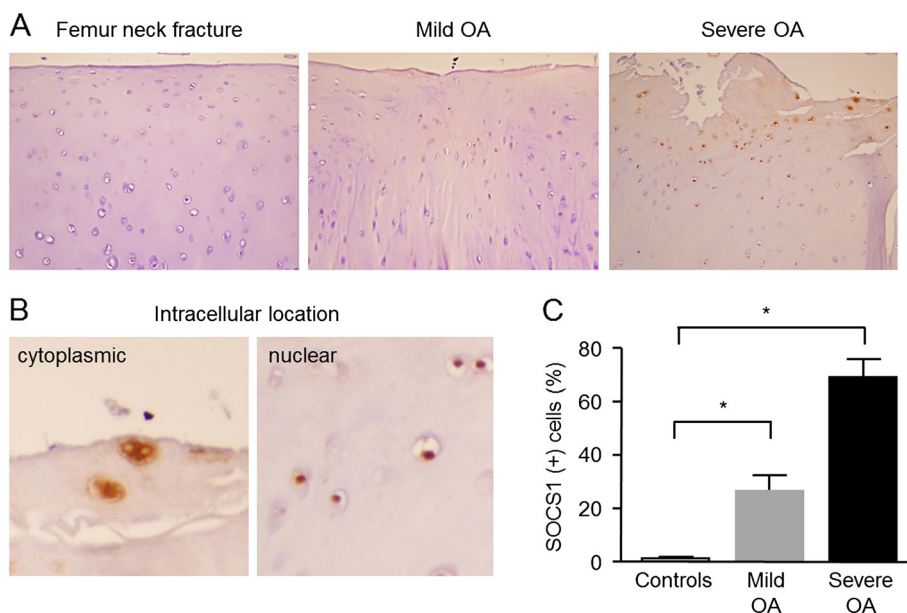 A
Femur neck fracture
Mild OA
Severe OA
B
Intracellular location
cytoplasmic
nuclear
C
SOCS1 (+) cells (%)
80
60
40
20
0
*
*
Controls
Mild
OA
Severe
OA